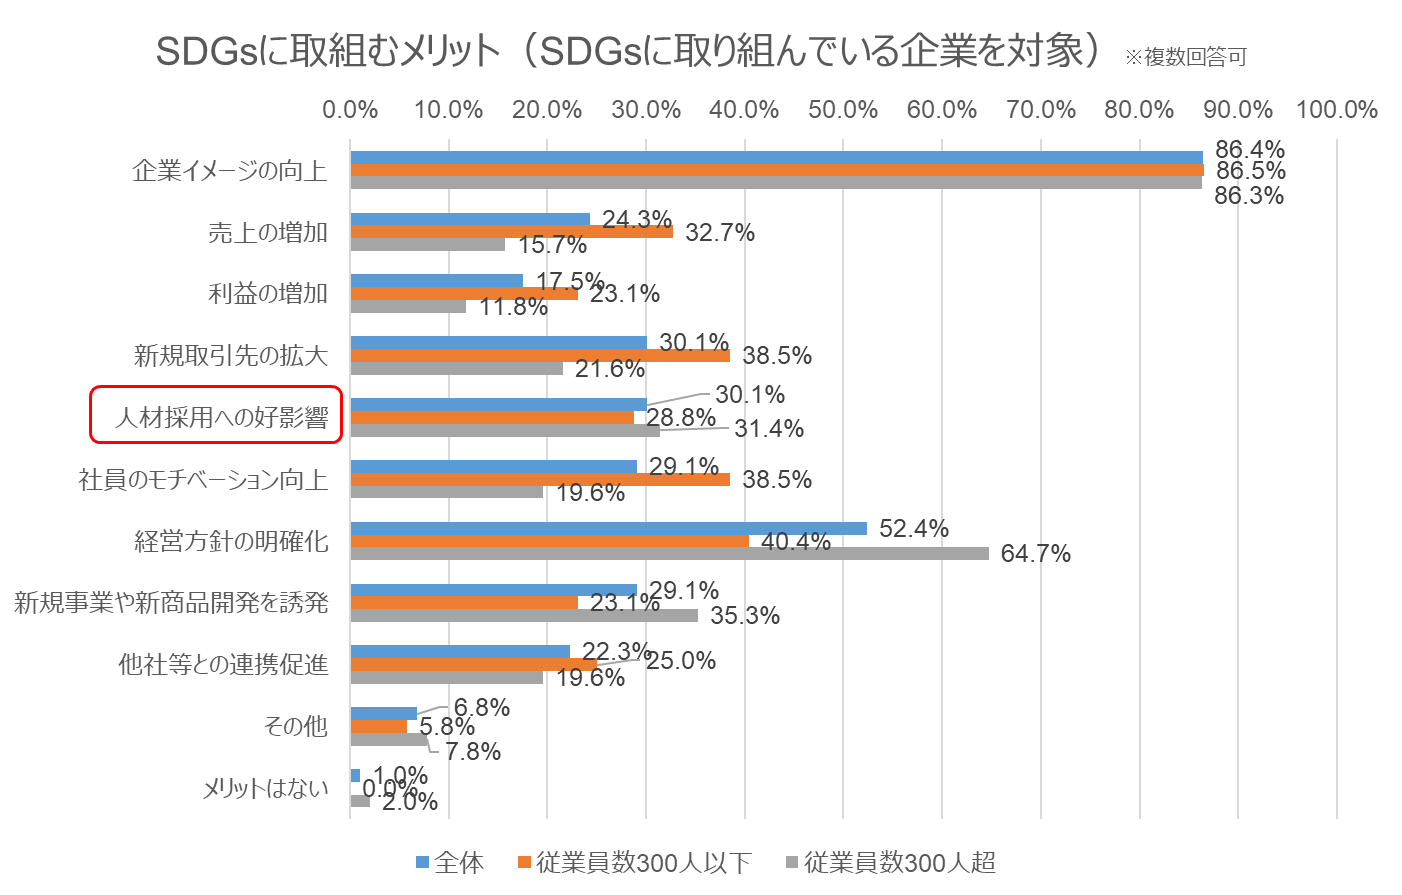 SDGsに取組むメリット（SDGsに取り組んでいる企業を対象）※複数回答可
0.0% 10.0% 20.0% 30.0% 40.0% 50.0% 60.0% 70.0% 80.0% 90.0% 100.0%
企業イメージの向上 86.4% 86.5% 86.3%
売上の増加 24.3% 32.7% 15.7%
利益の増加 17.5% 23.1% 11.8%
新規取引先の拡大 30.1% 38.5% 21.6%
人材採用への好影響 30.1% 28.8% 31.4%
社員のモチベーション向上 29.1% 38.5% 19.6%
経営方針の明確化 52.4% 40.4% 64.7%
新規事業や新商品開発を誘発 29.1% 23.1% 35.3%
他社等との連携促進 22.3% 25.0% 19.6%
その他 6.8% 5.8% 7.8%
メリットはない 1.0% 0.0% 2.0%
全体 従業員数300人以下 従業員数300人超